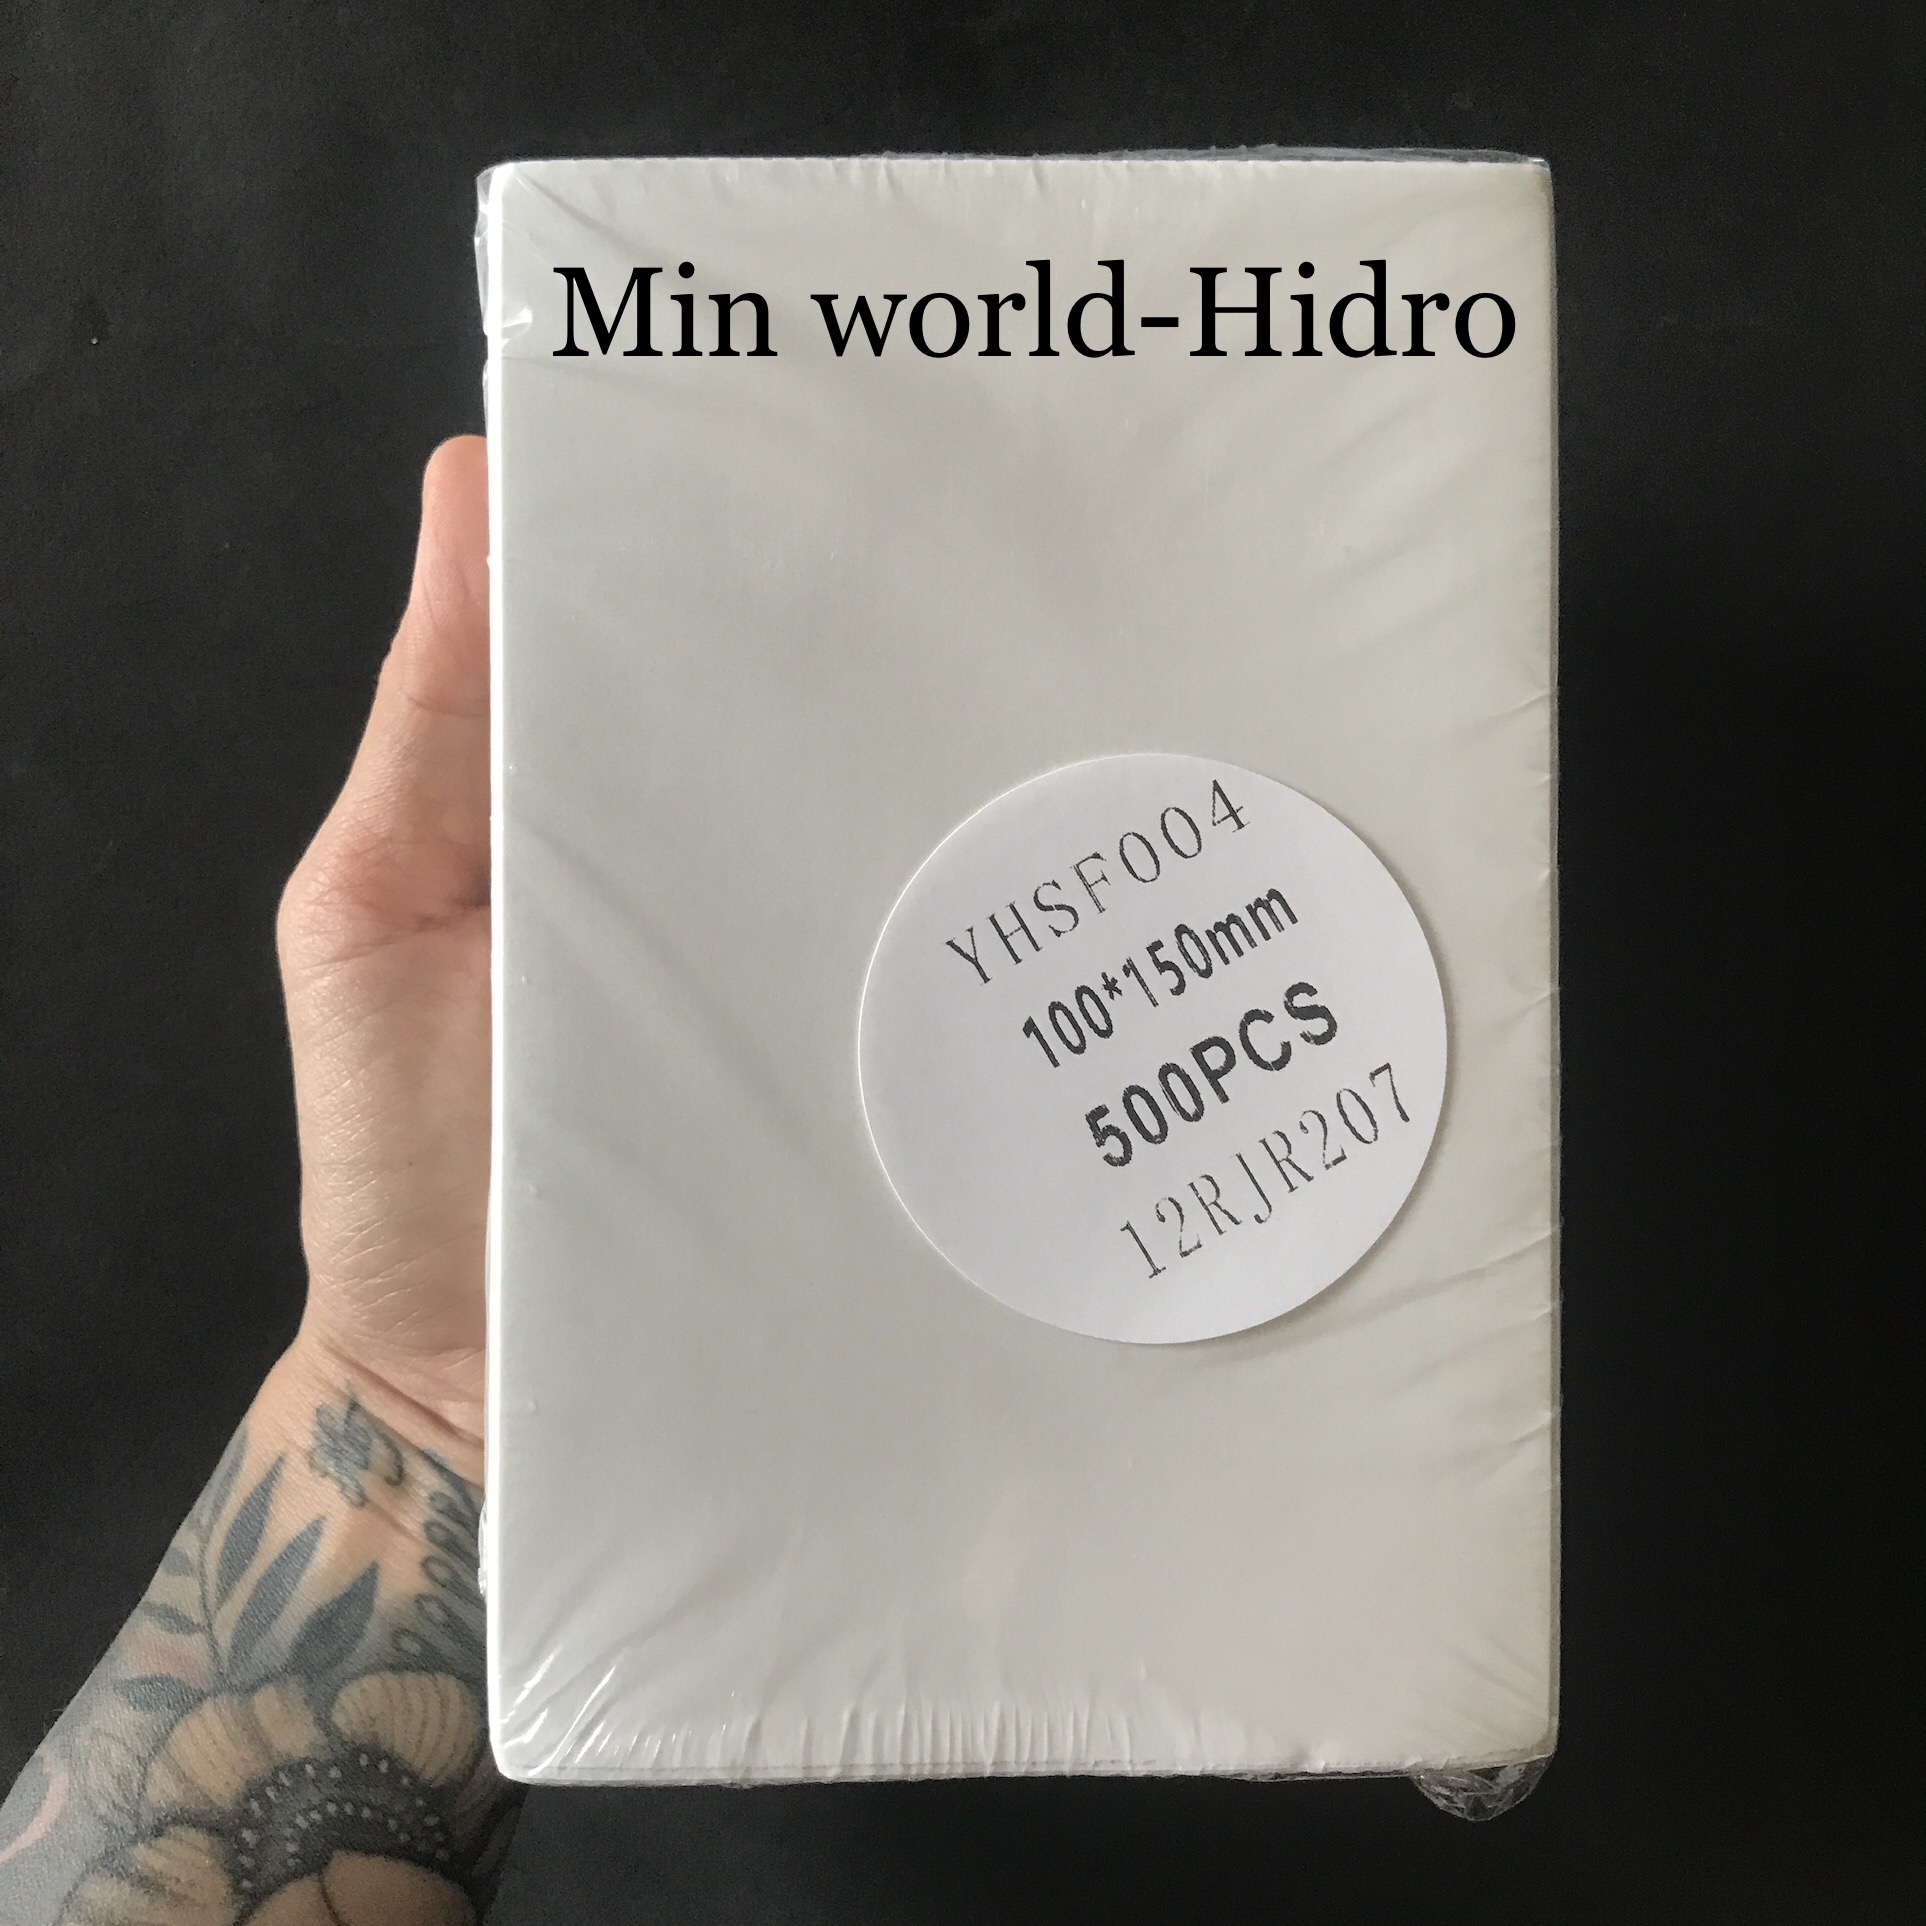 Min world-Hidro
YHSF004
100*150mm
500PCS
12RJR207